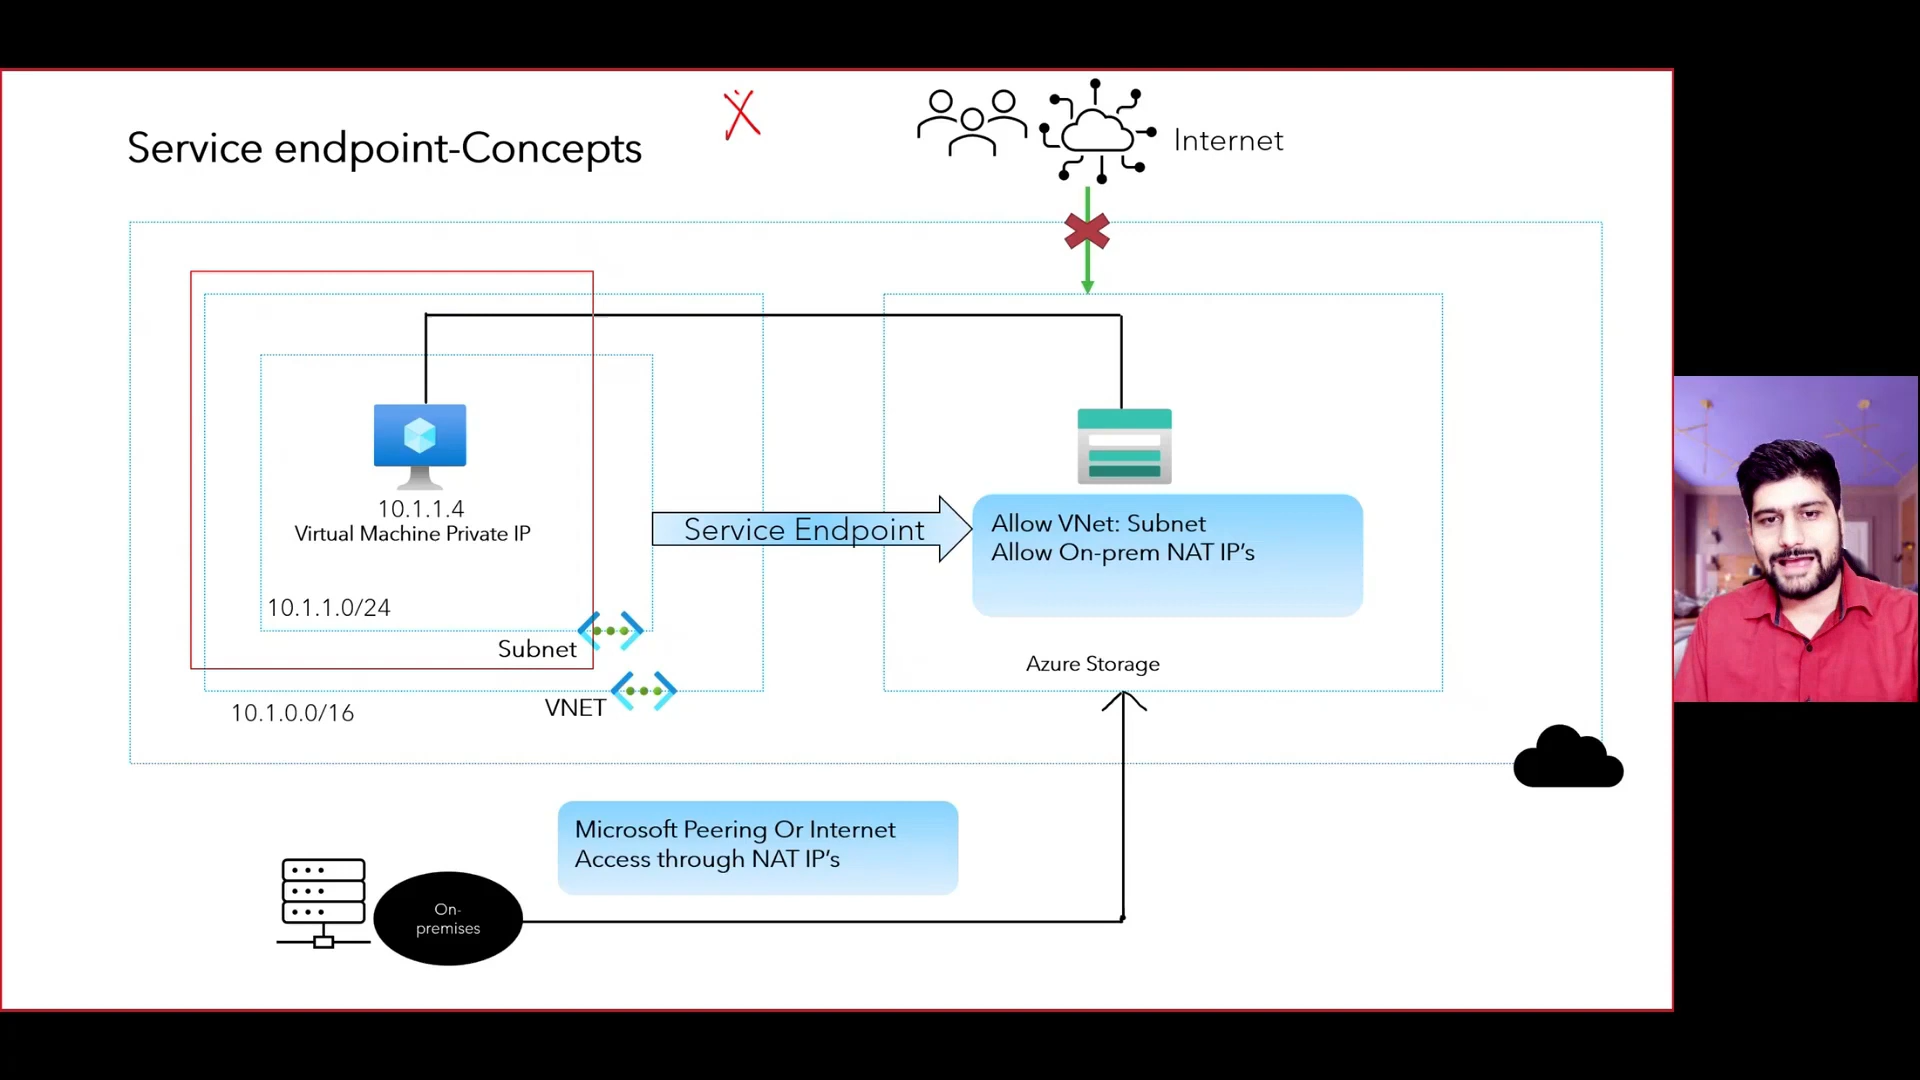 Service endpoint-Concepts
X
Internet
10.1.1.4
Virtual Machine Private IP
Service Endpoint
Allow VNet: Subnet
Allow On-prem NAT IP's
10.1.1.0/24
Subnet
Azure Storage
VNET
10.1.0.0/16
Microsoft Peering Or Internet
Access through NAT IP's
On-
premises